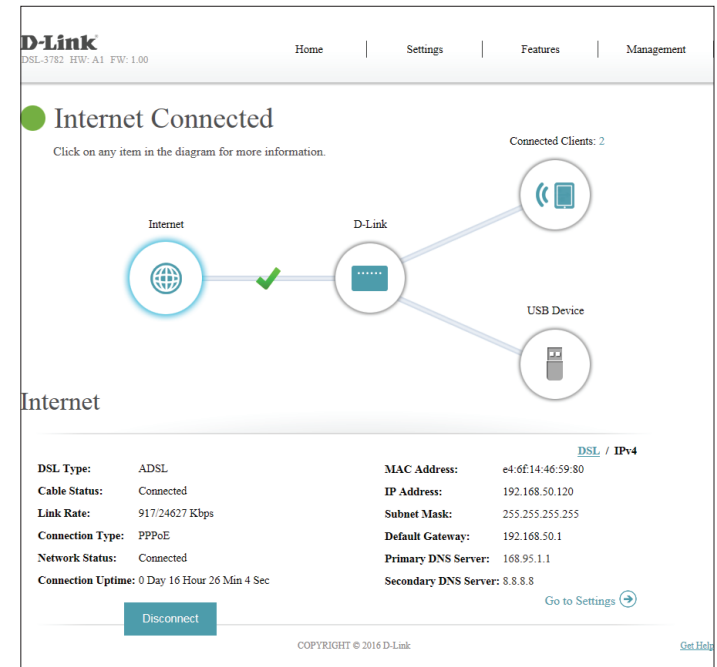 D-Link
DSL-3782 HW: A1 FW: 1.00
Home Settings Features Management
Internet Connected
Click on any item in the diagram for more information.
Connected Clients: 2
Internet
D-Link
USB Device
Internet
DSL / IPv4
DSL Type: ADSL
Cable Status: Connected
Link Rate: 917/24627 Kbps
Connection Type: PPPoE
Network Status: Connected
Connection Uptime: 0 Day 16 Hour 26 Min 4 Sec
MAC Address: e4:6f:14:46:59:80
IP Address: 192.168.50.120
Subnet Mask: 255.255.255.255
Default Gateway: 192.168.50.1
Primary DNS Server: 168.95.1.1
Secondary DNS Server: 8.8.8.8
Go to Settings
Disconnect
COPYRIGHT © 2016 D-Link
Get Help